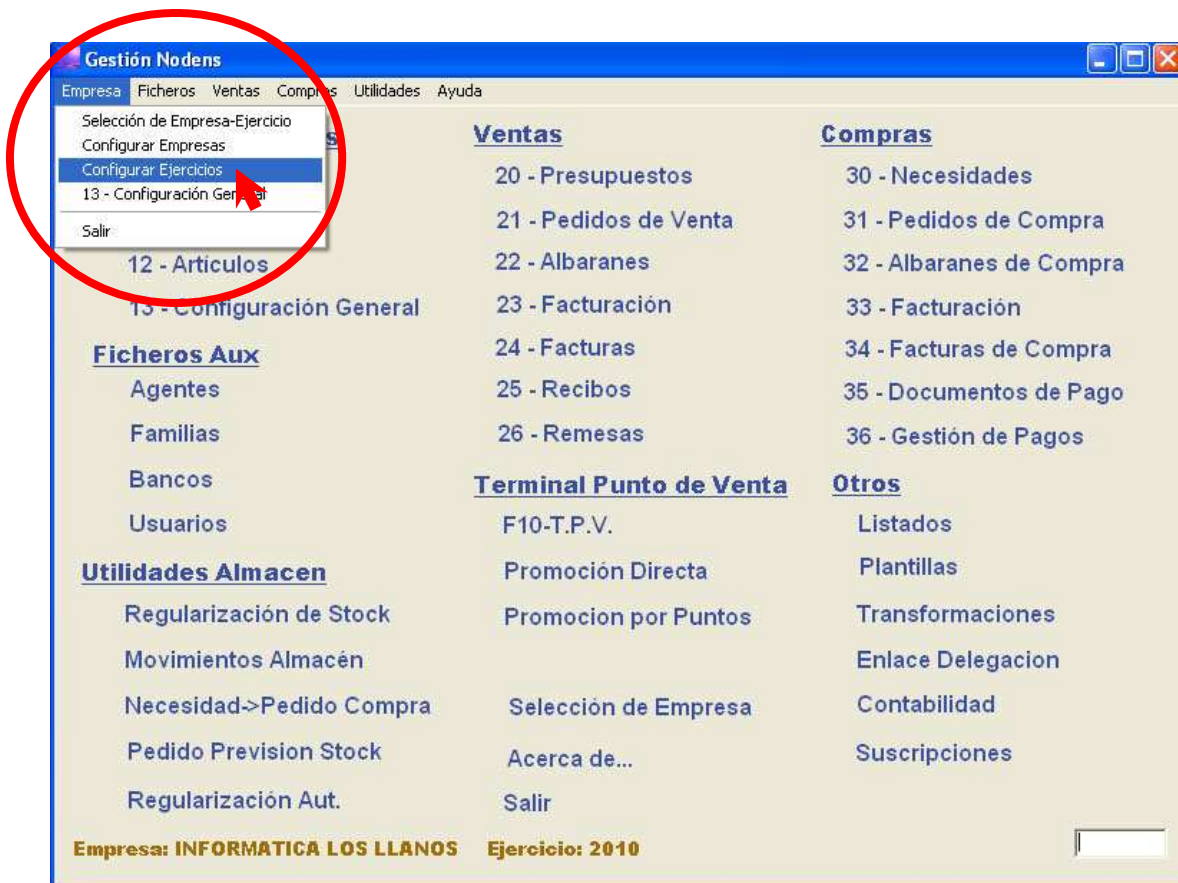 Gestión Nodens
Empresa Ficheros Ventas Compras Utilidades Ayuda
Selección de Empresa-Ejercicio
Configurar Empresas
Configurar Ejercicios
13 - Configuración General
Salir
12 - Artículos
13 - Configuración General
Ficheros Aux
Agentes
Familias
Bancos
Usuarios
Utilidades Almacen
Regularización de Stock
Movimientos Almacén
Necesidad->Pedido Compra
Pedido Prevision Stock
Regularización Aut.
Ventas
20 - Presupuestos
21 - Pedidos de Venta
22 - Albaranes
23 - Facturación
24 - Facturas
25 - Recibos
26 - Remesas
Terminal Punto de Venta
F10-T.P.V.
Promoción Directa
Promocion por Puntos
Selección de Empresa
Acerca de...
Salir
Compras
30 - Necesidades
31 - Pedidos de Compra
32 - Albaranes de Compra
33 - Facturación
34 - Facturas de Compra
35 - Documentos de Pago
36 - Gestión de Pagos
Otros
Listados
Plantillas
Transformaciones
Enlace Delegacion
Contabilidad
Suscripciones
Empresa: INFORMATICA LOS LLANOS Ejercicio: 2010